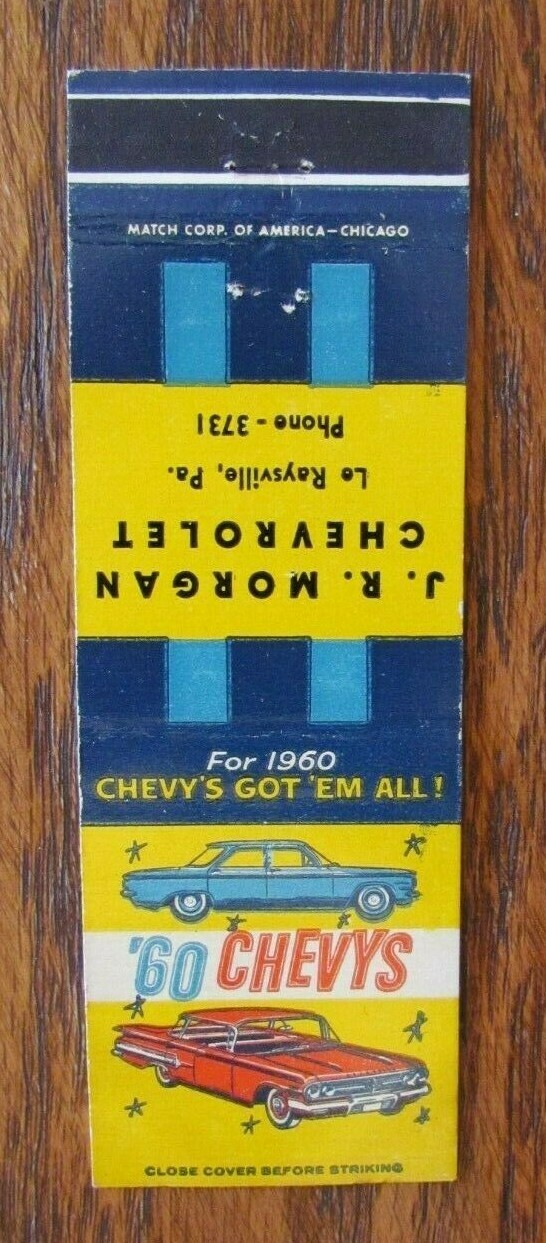 MATCH CORP. OF AMERICA—CHICAGO
J. R. MORGAN
CHEVROLET
Le Raysville, Pa.
Phone - 3731
For 1960
CHEVY'S GOT 'EM ALL!
'60 CHEVYS
CLOSE COVER BEFORE STRIKING